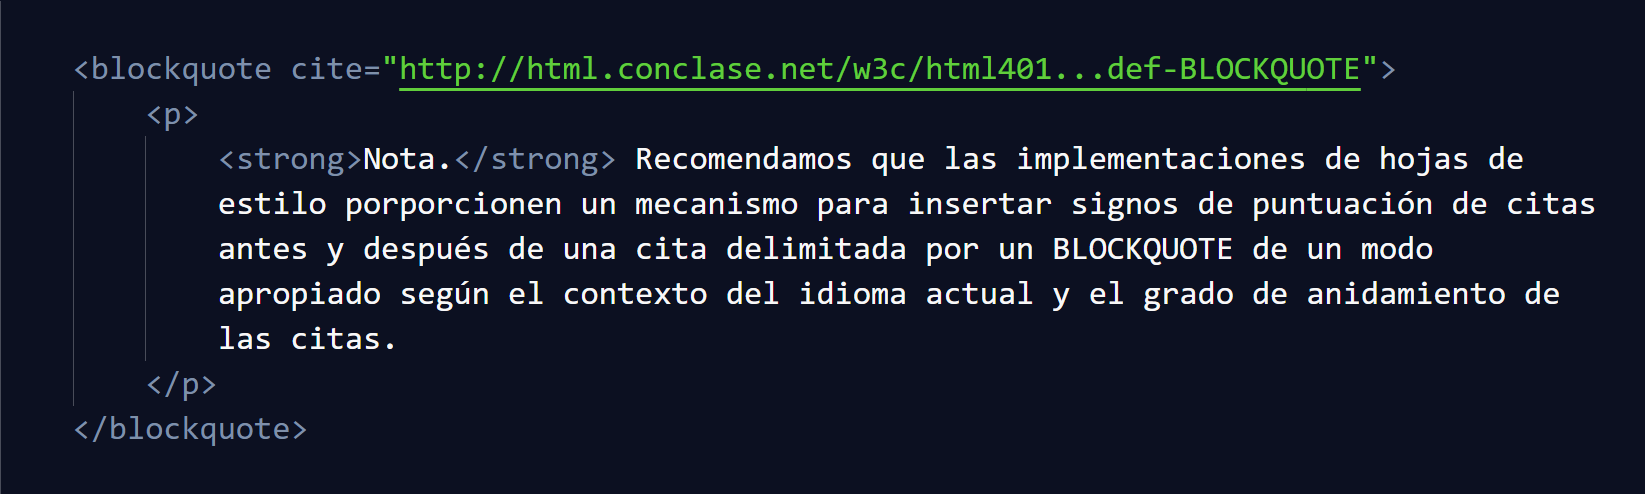 <blockquote cite="http://html.conclase.net/w3c/html401...def-BLOCKQUOTE">
<p>
<strong>Nota.</strong> Recomendamos que las implementaciones de hojas de
estilo porporcionen un mecanismo para insertar signos de puntuación de citas
antes y después de una cita delimitada por un BLOCKQUOTE de un modo
apropiado según el contexto del idioma actual y el grado de anidamiento de
las citas.
</p>
</blockquote>